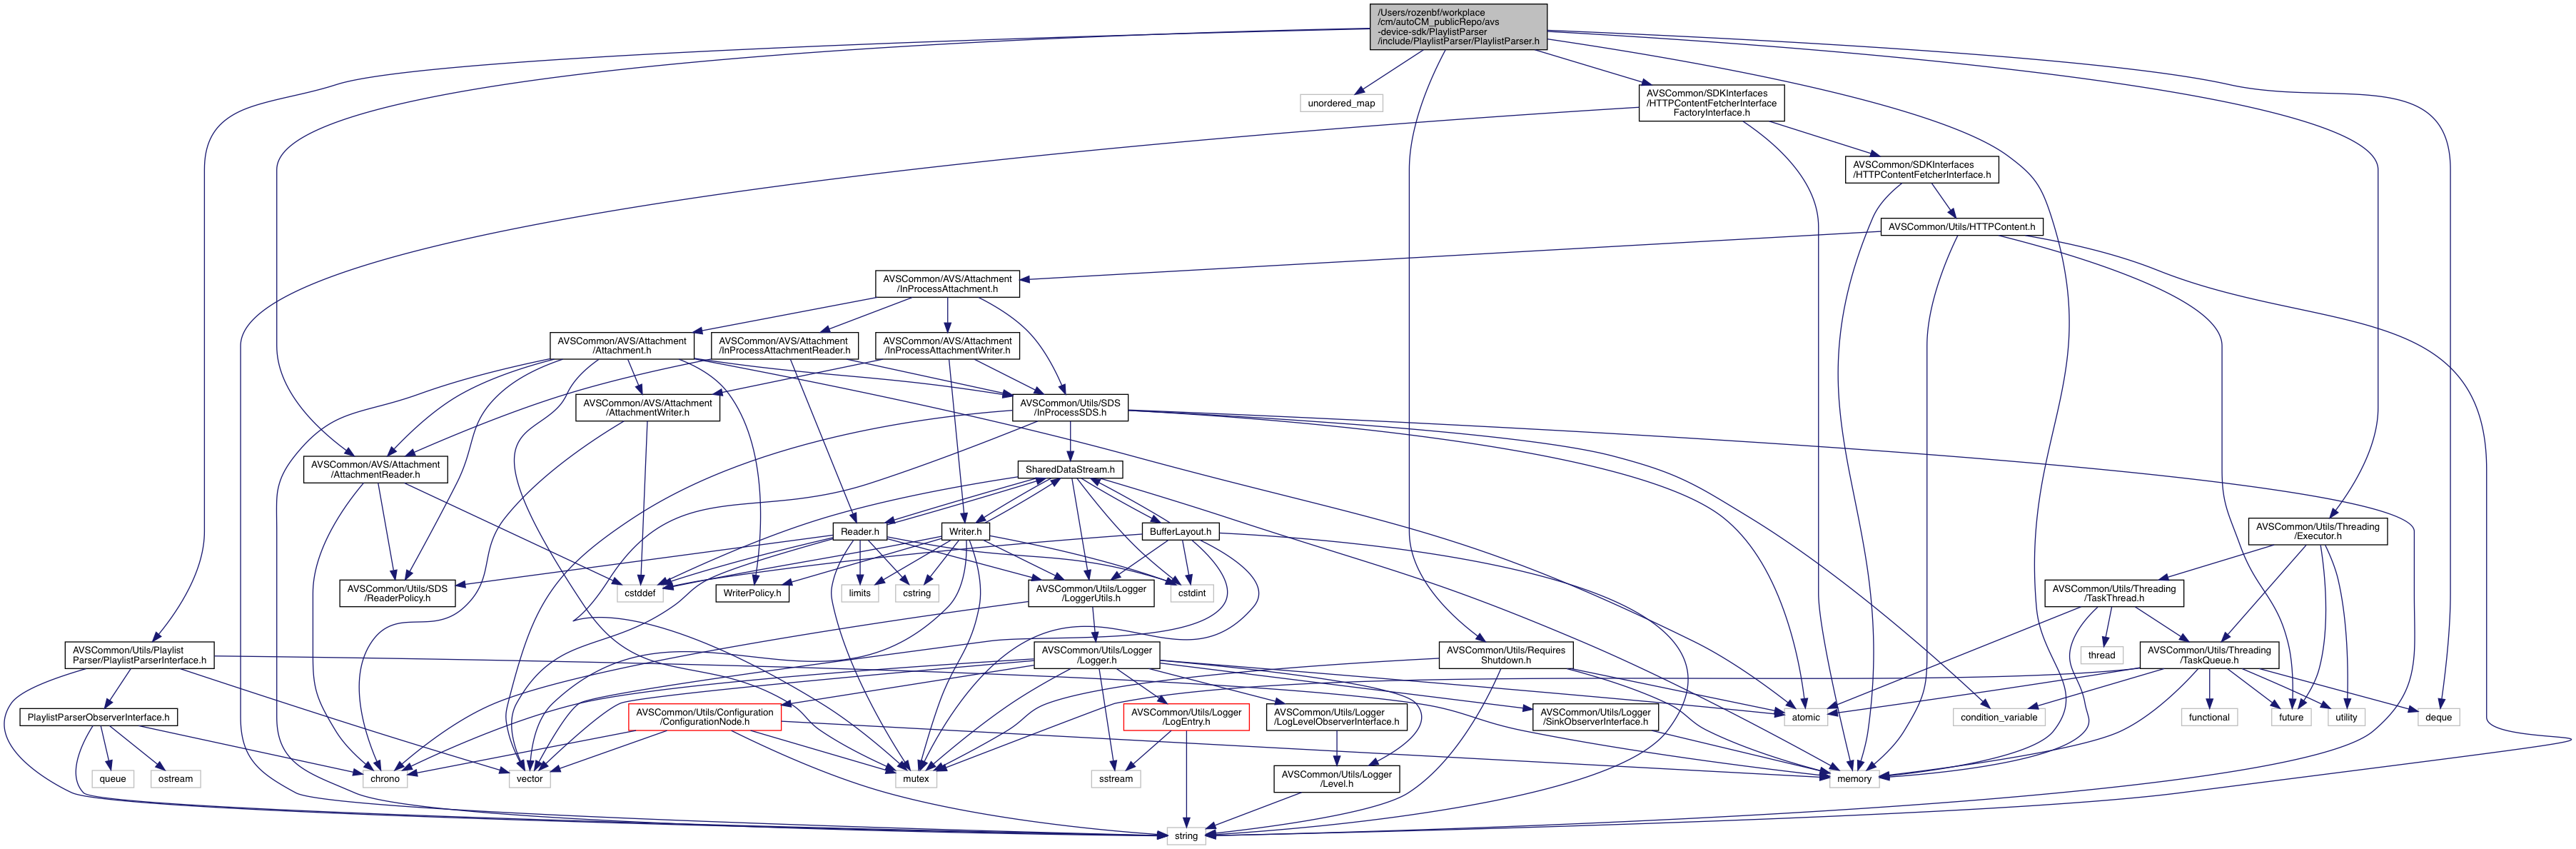 /Users/rozenbf/workplace
/cm/autoCM_publicRepo/avs
-device-sdk/PlaylistParser
/include/PlaylistParser/PlaylistParser.h
unordered_map
AVSCommon/SDKInterfaces
/HTTPContentFetcherInterface
FactoryInterface.h
AVSCommon/SDKInterfaces
/HTTPContentFetcherInterface.h
AVSCommon/Utils/HTTPContent.h
AVSCommon/AVS/Attachment
/InProcessAttachment.h
AVSCommon/AVS/Attachment
/Attachment.h
AVSCommon/AVS/Attachment
/InProcessAttachmentReader.h
AVSCommon/AVS/Attachment
/InProcessAttachmentWriter.h
AVSCommon/AVS/Attachment
/AttachmentWriter.h
AVSCommon/Utils/SDS
/InProcessSDS.h
AVSCommon/AVS/Attachment
/AttachmentReader.h
SharedDataStream.h
Reader.h
Writer.h
BufferLayout.h
AVSCommon/Utils/Threading
/Executor.h
AVSCommon/Utils/SDS
/ReaderPolicy.h
cstddef
WriterPolicy.h
limits
cstring
AVSCommon/Utils/Logger
/LoggerUtils.h
cstdint
AVSCommon/Utils/Threading
/TaskThread.h
AVSCommon/Utils/Playlist
Parser/PlaylistParserInterface.h
AVSCommon/Utils/Logger
/Logger.h
AVSCommon/Utils/Requires
Shutdown.h
thread
AVSCommon/Utils/Threading
/TaskQueue.h
PlaylistParserObserverInterface.h
AVSCommon/Utils/Configuration
/ConfigurationNode.h
AVSCommon/Utils/Logger
/LogEntry.h
AVSCommon/Utils/Logger
/LogLevelObserverInterface.h
AVSCommon/Utils/Logger
/SinkObserverInterface.h
atomic
condition_variable
functional
future
utility
deque
queue
ostream
chrono
vector
mutex
sstream
AVSCommon/Utils/Logger
/Level.h
memory
string